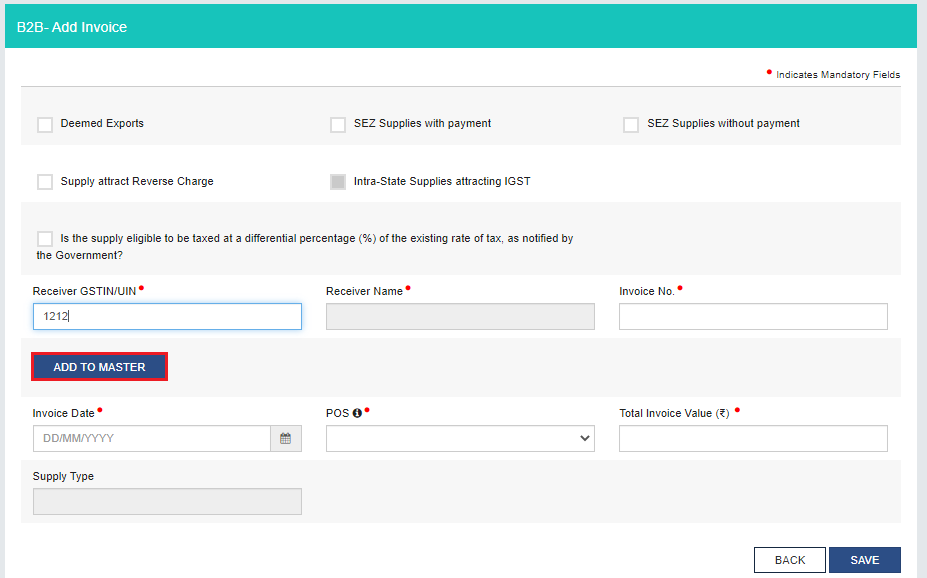 B2B- Add Invoice
• Indicates Mandatory Fields
Deemed Exports
SEZ Supplies with payment
SEZ Supplies without payment
Supply attract Reverse Charge
Intra-State Supplies attracting IGST
Is the supply eligible to be taxed at a differential percentage (%) of the existing rate of tax, as notified by
the Government?
Receiver GSTIN/UIN•
Receiver Name•
Invoice No.•
1212
ADD TO MASTER
Invoice Date•
POS •
Total Invoice Value (₹) •
DD/MM/YYYY
Supply Type
BACK
SAVE